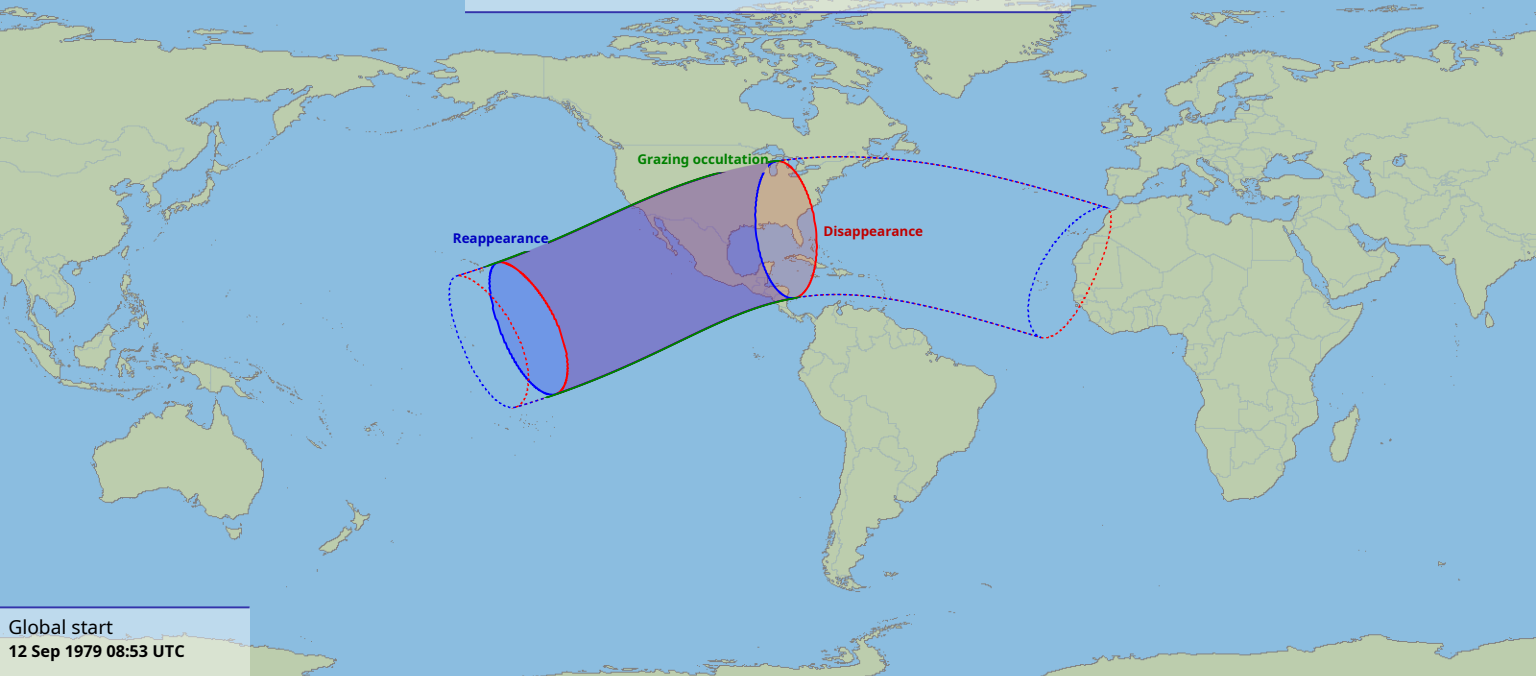 Grazing occultation
Reappearance
Disappearance
Global start
12 Sep 1979 08:53 UTC